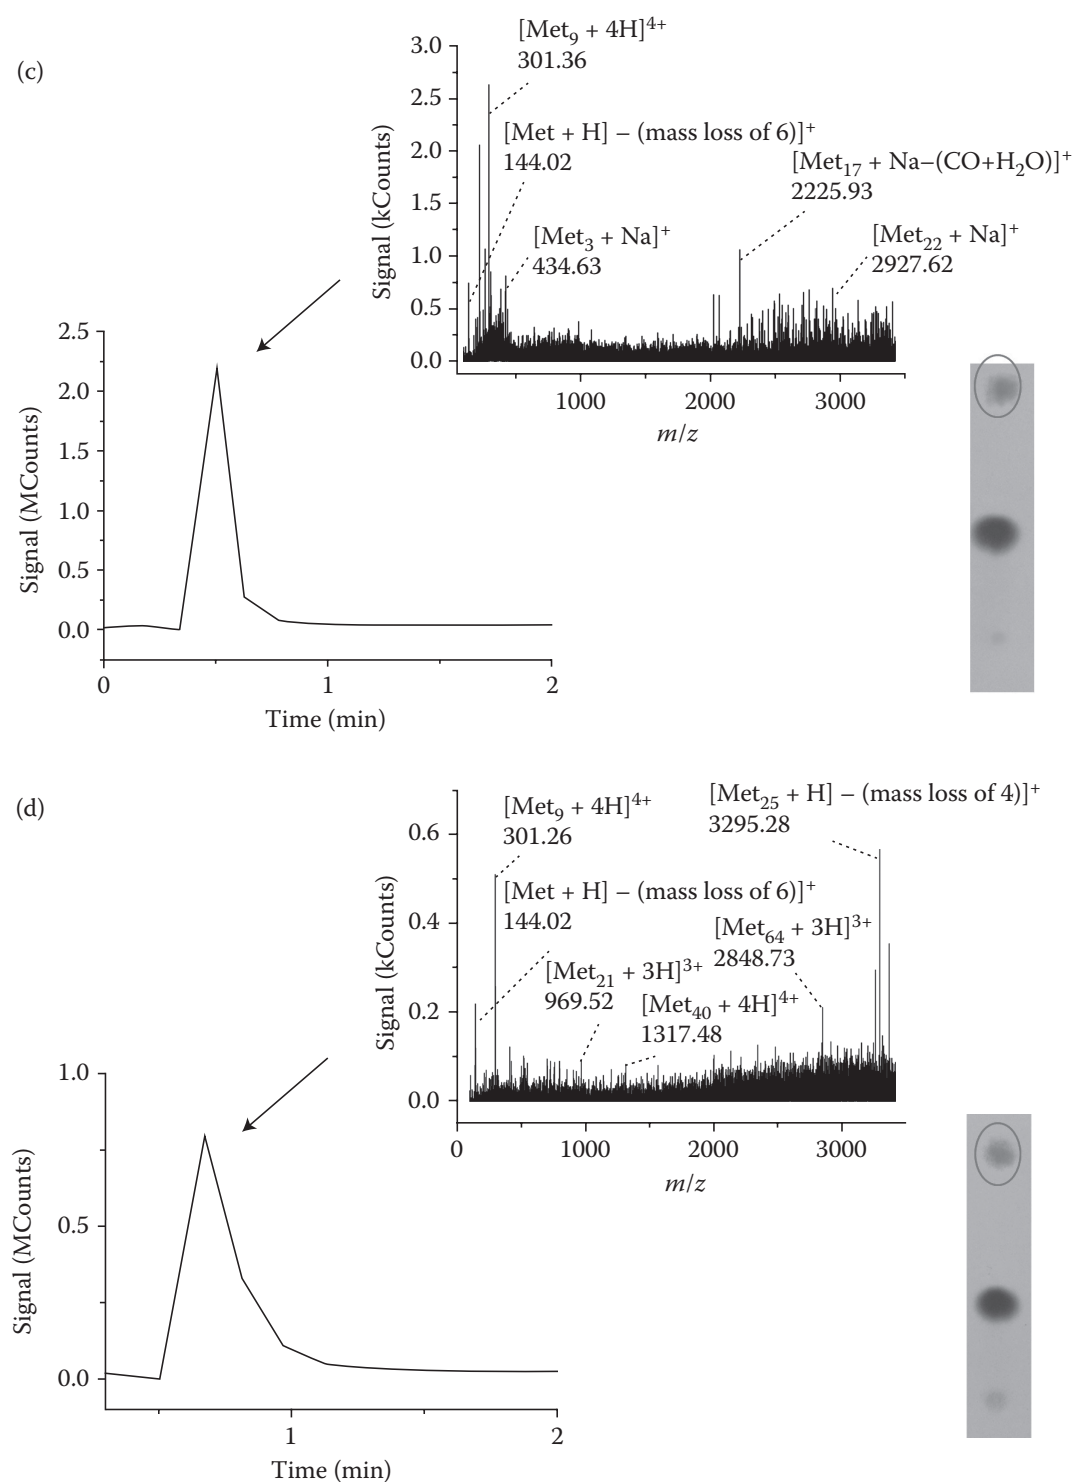 (c)
[Met₉ + 4H]⁴⁺
301.36
[Met + H] – (mass loss of 6)]⁺
144.02
[Met₁₇ + Na–(CO+H₂O)]⁺
2225.93
[Met₃ + Na]⁺
434.63
[Met₂₂ + Na]⁺
2927.62
Signal (kCounts)
3.0
2.5
2.0
1.5
1.0
0.5
0.0
1000 2000 3000
m/z
Signal (MCounts)
2.5
2.0
1.5
1.0
0.5
0.0
0 1 2
Time (min)
(d)
[Met₉ + 4H]⁴⁺
301.26
[Met₂₅ + H] – (mass loss of 4)]⁺
3295.28
[Met + H] – (mass loss of 6)]⁺
144.02
[Met₆₄ + 3H]³⁺
2848.73
[Met₂₁ + 3H]³⁺
969.52
[Met₄₀ + 4H]⁴⁺
1317.48
Signal (kCounts)
0.6
0.4
0.2
0.0
0 1000 2000 3000
m/z
Signal (MCounts)
1.0
0.5
0.0
1 2
Time (min)